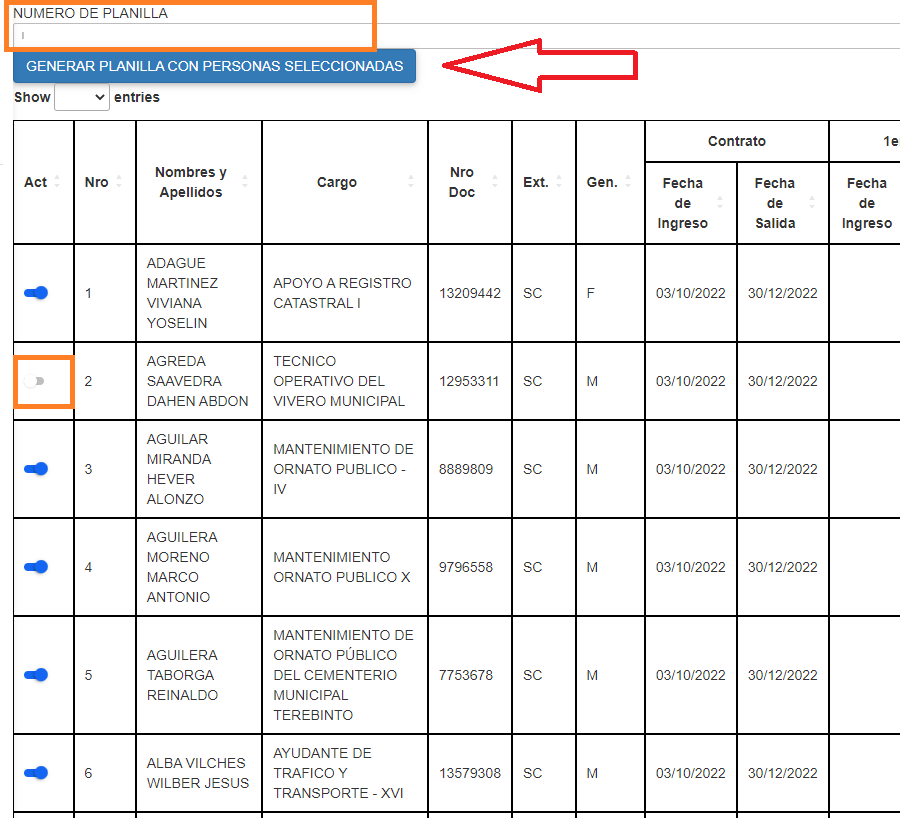 NUMERO DE PLANILLA
I
GENERAR PLANILLA CON PERSONAS SELECCIONADAS
Show entries
Contrato
1e
Act
Nro
Nombres y
Apellidos
Cargo
Nro
Doc
Ext.
Gen.
Fecha
de
Ingreso
Fecha
de
Salida
Fecha
de
Ingreso
1
ADAGUE
MARTINEZ
VIVIANA
YOSELIN
APOYO A REGISTRO
CATASTRAL I
13209442
SC
F
03/10/2022
30/12/2022
2
AGREDA
SAAVEDRA
DAHEN ABDON
TECNICO
OPERATIVO DEL
VIVERO MUNICIPAL
12953311
SC
M
03/10/2022
30/12/2022
3
AGUILAR
MIRANDA
HEVER
ALONZO
MANTENIMIENTO DE
ORNATO PUBLICO -
IV
8889809
SC
M
03/10/2022
30/12/2022
4
AGUILERA
MORENO
MARCO
ANTONIO
MANTENIMIENTO
ORNATO PUBLICO X
9796558
SC
M
03/10/2022
30/12/2022
5
AGUILERA
TABORGA
REINALDO
MANTENIMIENTO DE
ORNATO PÚBLICO
DEL CEMENTERIO
MUNICIPAL
TEREBINTO
7753678
SC
M
03/10/2022
30/12/2022
6
ALBA VILCHES
WILBER JESUS
AYUDANTE DE
TRAFICO Y
TRANSPORTE - XVI
13579308
SC
M
03/10/2022
30/12/2022